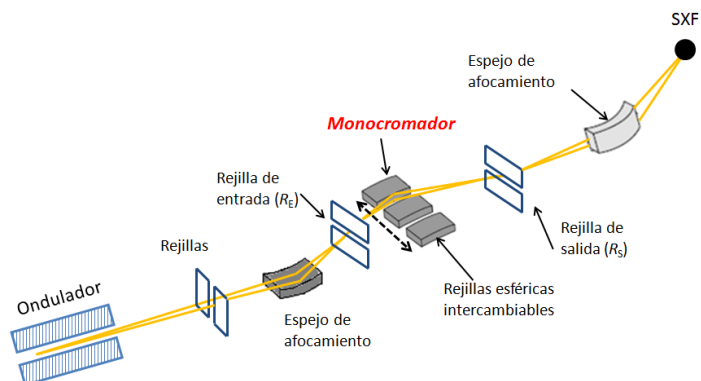 SXF
Espejo de
afocamiento
Monocromador
Rejilla de
entrada (RE)
Rejilla de
salida (RS)
Rejillas
Rejillas esféricas
intercambiables
Ondulador
Espejo de
afocamiento